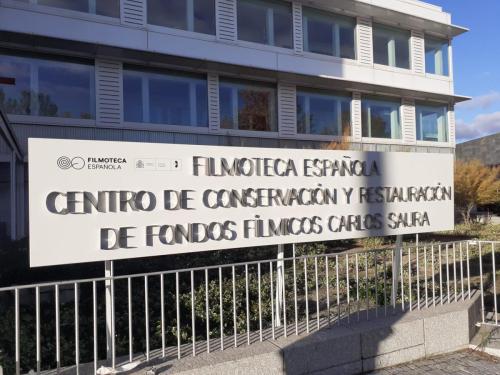 FILMOTECA
ESPAÑOLA
FILMOTECA ESPAÑOLA
CENTRO DE CONSERVACIÓN Y RESTAURACIÓN
DE FONDOS FÍLMICOS CARLOS SAURA